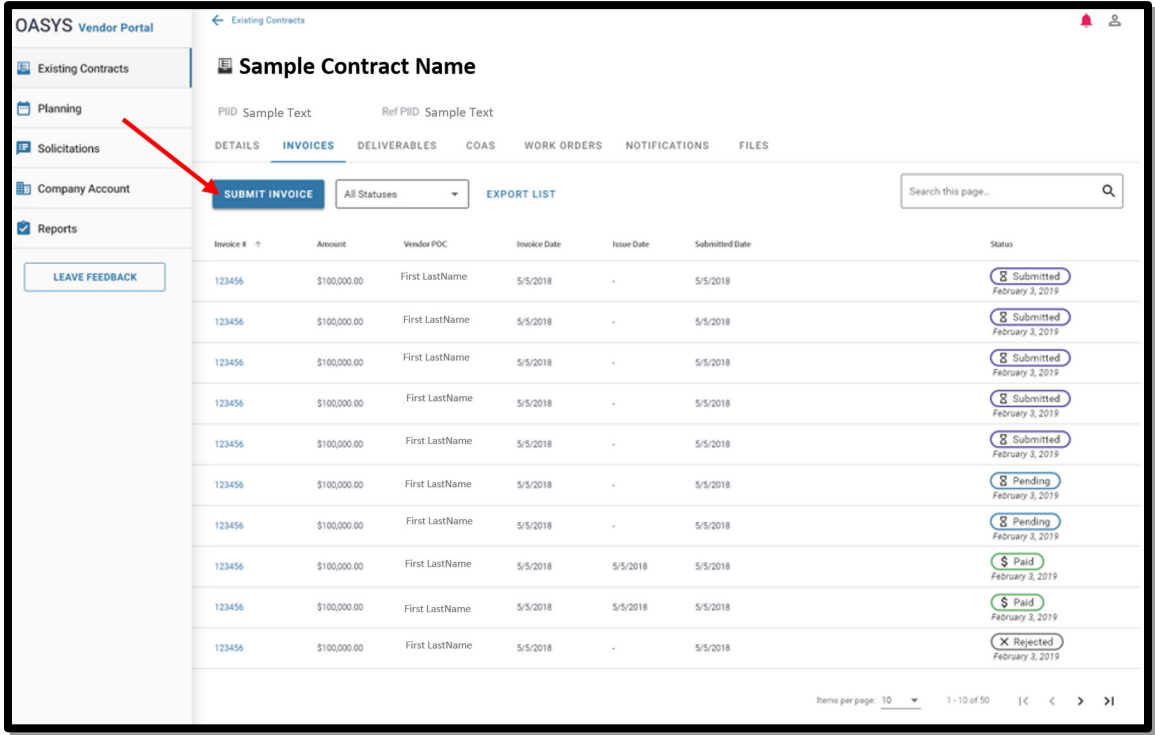 OASYS Vendor Portal
Existing Contracts
Planning
Solicitations
Company Account
Reports
LEAVE FEEDBACK
Existing Contracts
Sample Contract Name
PIID Sample Text Ref PIID Sample Text
DETAILS INVOICES DELIVERABLES COAS WORK ORDERS NOTIFICATIONS FILES
SUBMIT INVOICE All Statuses EXPORT LIST Search this page...
Invoice # Amount Vendor POC Invoice Date Issue Date Submitted Date Status
123456 $100,000.00 First LastName 5/5/2018 - 5/5/2018 Submitted
February 3, 2019
123456 $100,000.00 First LastName 5/5/2018 - 5/5/2018 Submitted
February 3, 2019
123456 $100,000.00 First LastName 5/5/2018 - 5/5/2018 Submitted
February 3, 2019
123456 $100,000.00 First LastName 5/5/2018 - 5/5/2018 Submitted
February 3, 2019
123456 $100,000.00 First LastName 5/5/2018 - 5/5/2018 Submitted
February 3, 2019
123456 $100,000.00 First LastName 5/5/2018 - 5/5/2018 Pending
February 3, 2019
123456 $100,000.00 First LastName 5/5/2018 - 5/5/2018 Pending
February 3, 2019
123456 $100,000.00 First LastName 5/5/2018 5/5/2018 5/5/2018 $ Paid
February 3, 2019
123456 $100,000.00 First LastName 5/5/2018 5/5/2018 5/5/2018 $ Paid
February 3, 2019
123456 $100,000.00 First LastName 5/5/2018 - 5/5/2018 Rejected
February 3, 2019
Items per page: 10 1 - 10 of 50